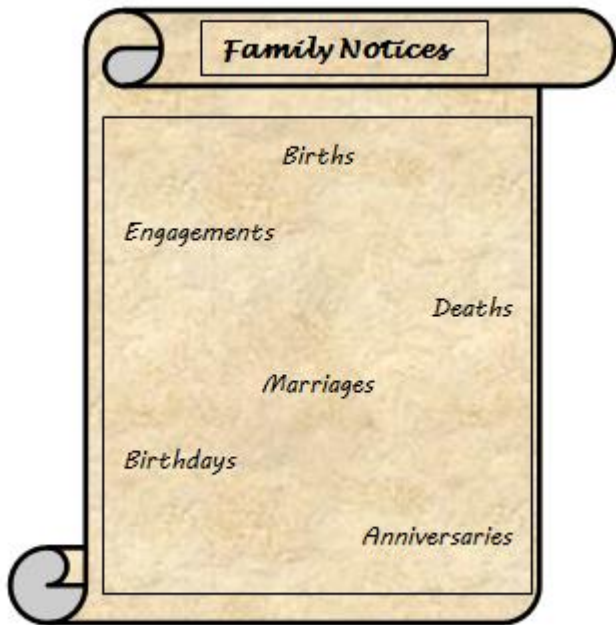 Family Notices
Births
Engagements
Deaths
Marriages
Birthdays
Anniversaries